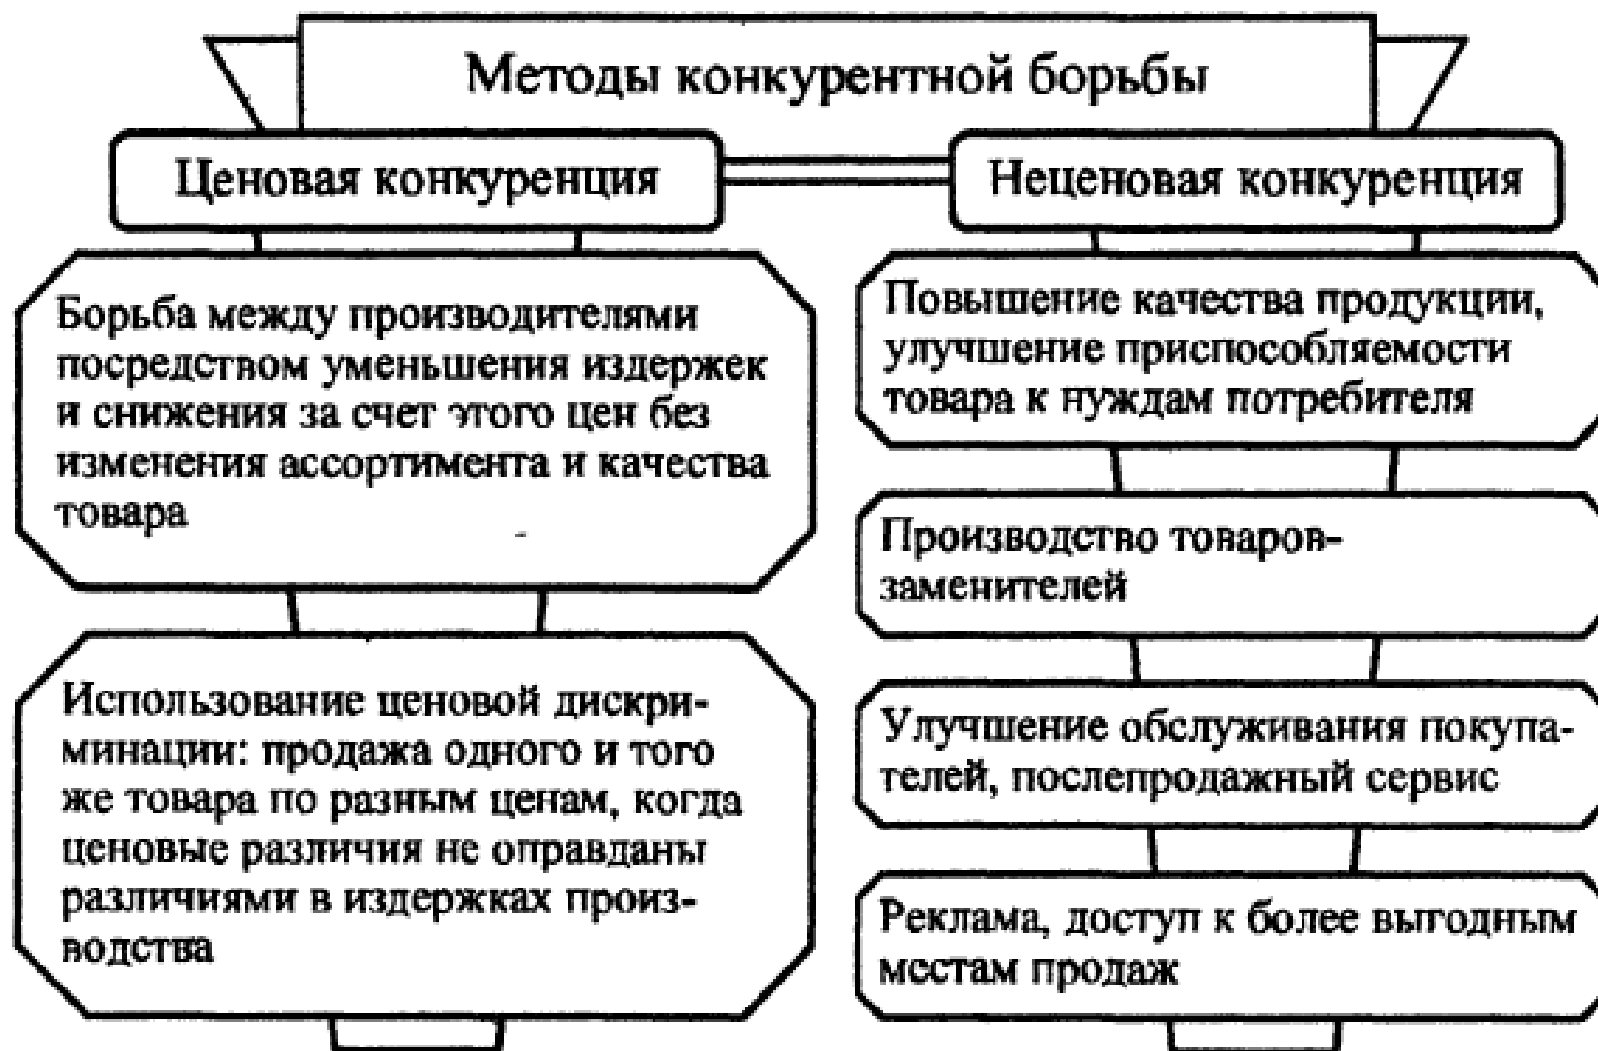 Методы конкурентной борьбы
Ценовая конкуренция
Борьба между производителями
посредством уменьшения издержек
и снижения за счет этого цен без
изменения ассортимента и качества
товара
Использование ценовой дискри-
минации: продажа одного и того
же товара по разным ценам, когда
ценовые различия не оправданы
различиями в издержках произ-
водства
Неценовая конкуренция
Повышение качества продукции,
улучшение приспособляемости
товара к нуждам потребителя
Производство товаров-
заменителей
Улучшение обслуживания покупа-
телей, послепродажный сервис
Реклама, доступ к более выгодным
местам продаж